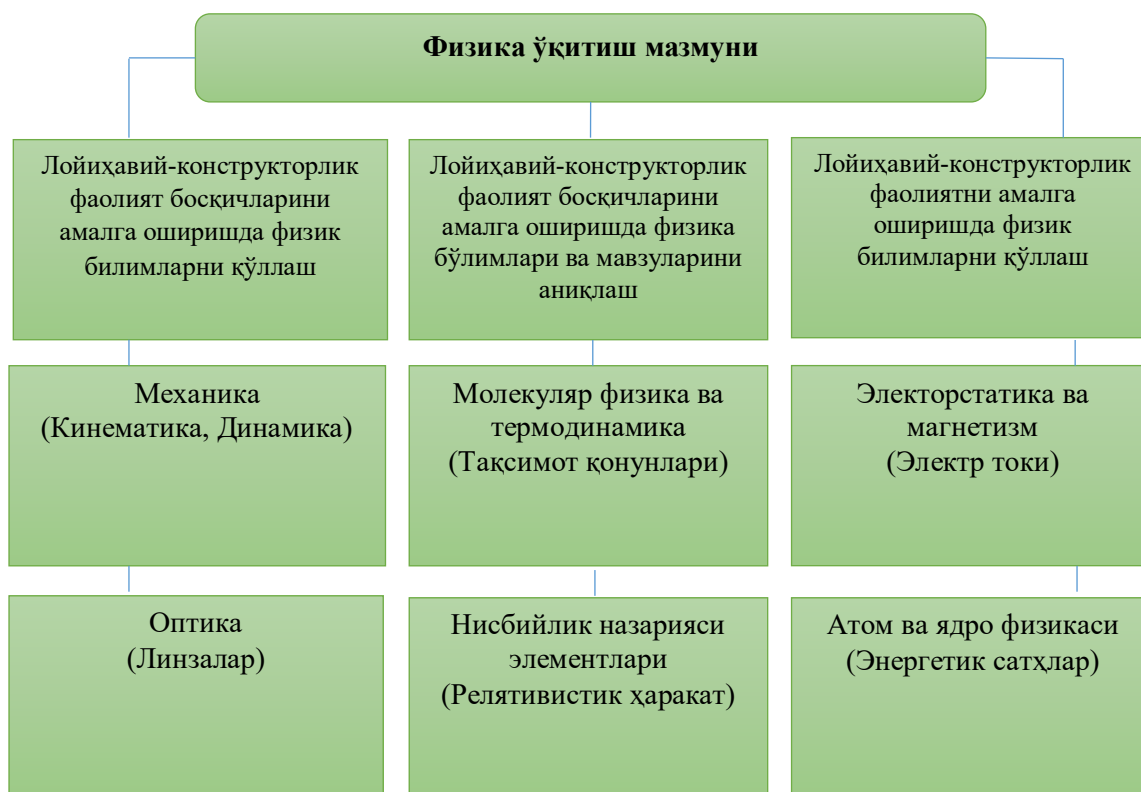 Физика ўқитиш мазмуни
Лойиҳавий-конструкторлик
фаолият босқичларини
амалга оширишда физик
билимларни қўллаш
Лойиҳавий-конструкторлик
фаолият босқичларини
амалга оширишда физика
бўлимлари ва мавзуларини
аниқлаш
Лойиҳавий-конструкторлик
фаолиятни амалга
оширишда физик
билимларни қўллаш
Механика
(Кинематика, Динамика)
Молекуляр физика ва
термодинамика
(Тақсимот қонунлари)
Электорстатика ва
магнетизм
(Электр токи)
Оптика
(Линзалар)
Нисбийлик назарияси
элементлари
(Релятивистик ҳаракат)
Атом ва ядро физикаси
(Энергетик сатҳлар)